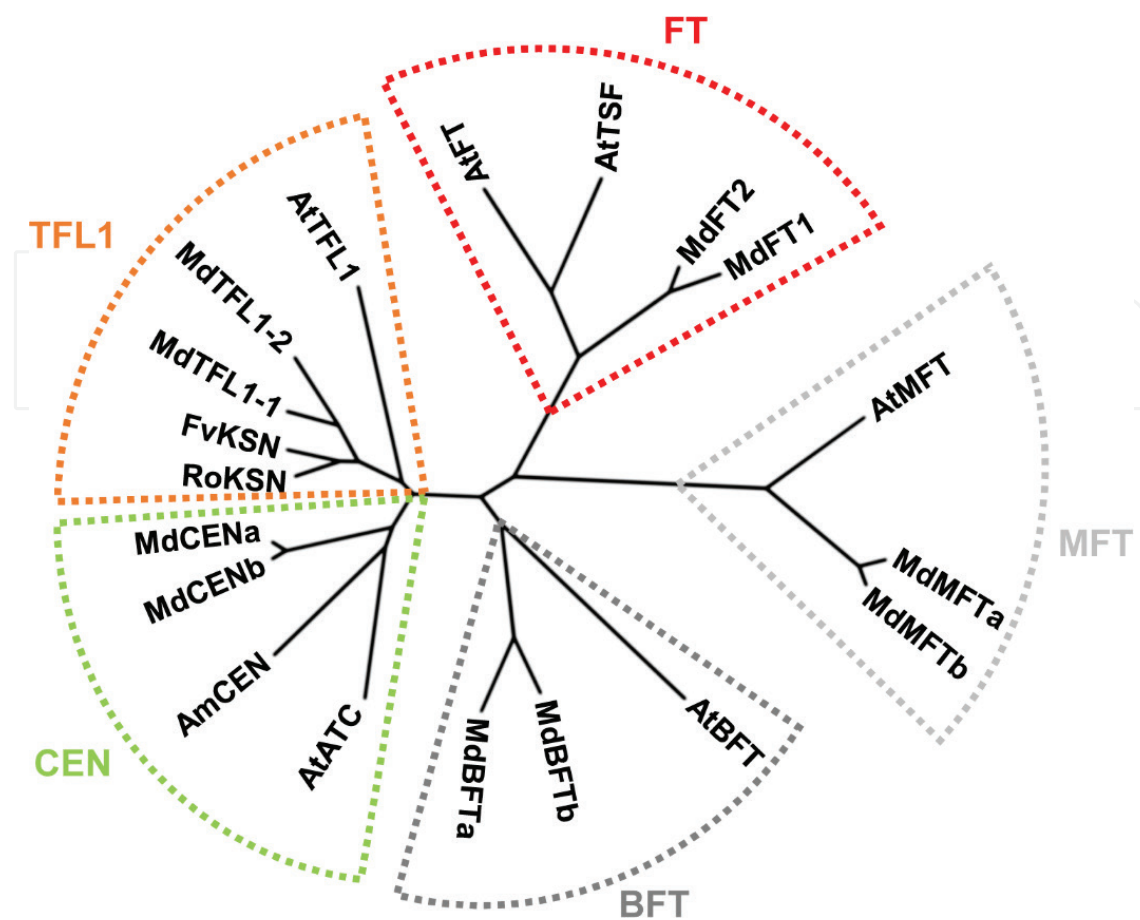 FT
AtFT
AtTSF
MdFT2
MdFT1
TFL1
AtTFL1
MdTFL1-2
MdTFL1-1
FvKSN
RoKSN
AtMFT
MdMFTa
MdMFTb
MFT
MdCENa
MdCENb
AmCEN
AtATC
CEN
MdBFTa
MdBFTb
AtBFT
BFT